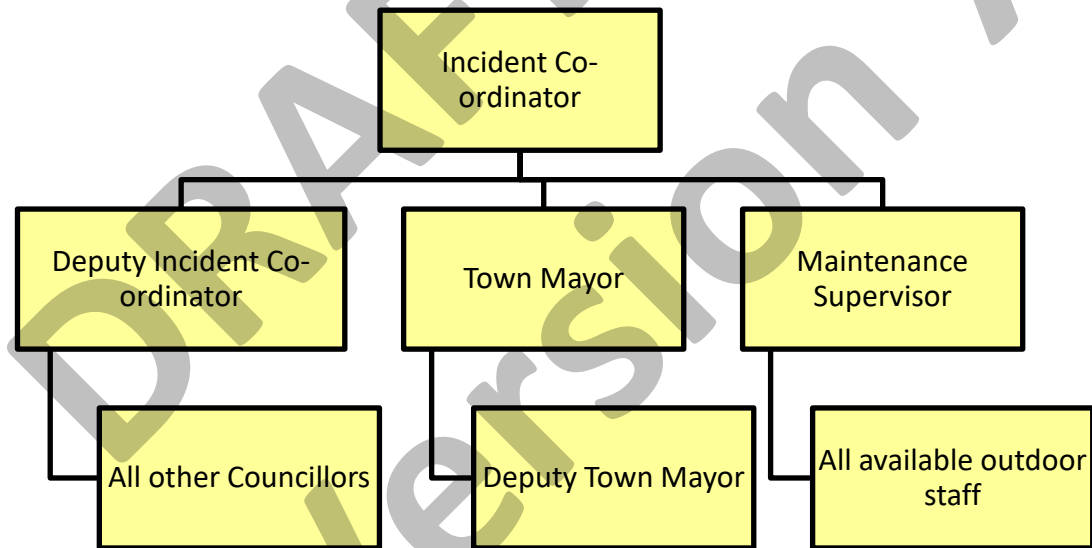 Incident Co-
ordinator
Deputy Incident Co-
ordinator
Town Mayor
Maintenance
Supervisor
All other Councillors
Deputy Town Mayor
All available outdoor
staff
DRAF
version